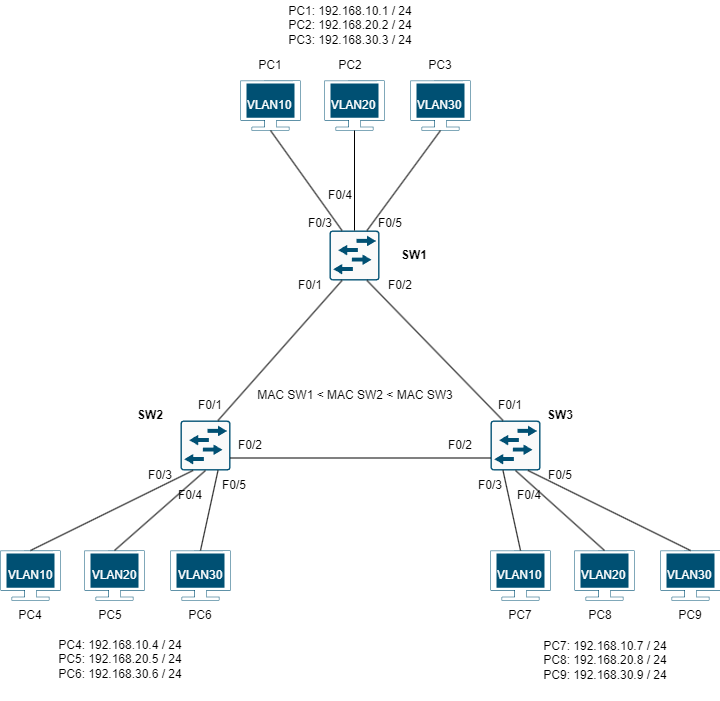 PC1: 192.168.10.1 / 24
PC2: 192.168.20.2 / 24
PC3: 192.168.30.3 / 24
PC1
PC2
PC3
VLAN10
VLAN20
VLAN30
F0/4
F0/3
F0/5
SW1
F0/1
F0/2
MAC SW1 < MAC SW2 < MAC SW3
F0/1
F0/1
SW2
SW3
F0/2
F0/2
F0/3
F0/4
F0/5
F0/3
F0/4
F0/5
VLAN10
VLAN20
VLAN30
VLAN10
VLAN20
VLAN30
PC4
PC5
PC6
PC7
PC8
PC9
PC4: 192.168.10.4 / 24
PC5: 192.168.20.5 / 24
PC6: 192.168.30.6 / 24
PC7: 192.168.10.7 / 24
PC8: 192.168.20.8 / 24
PC9: 192.168.30.9 / 24